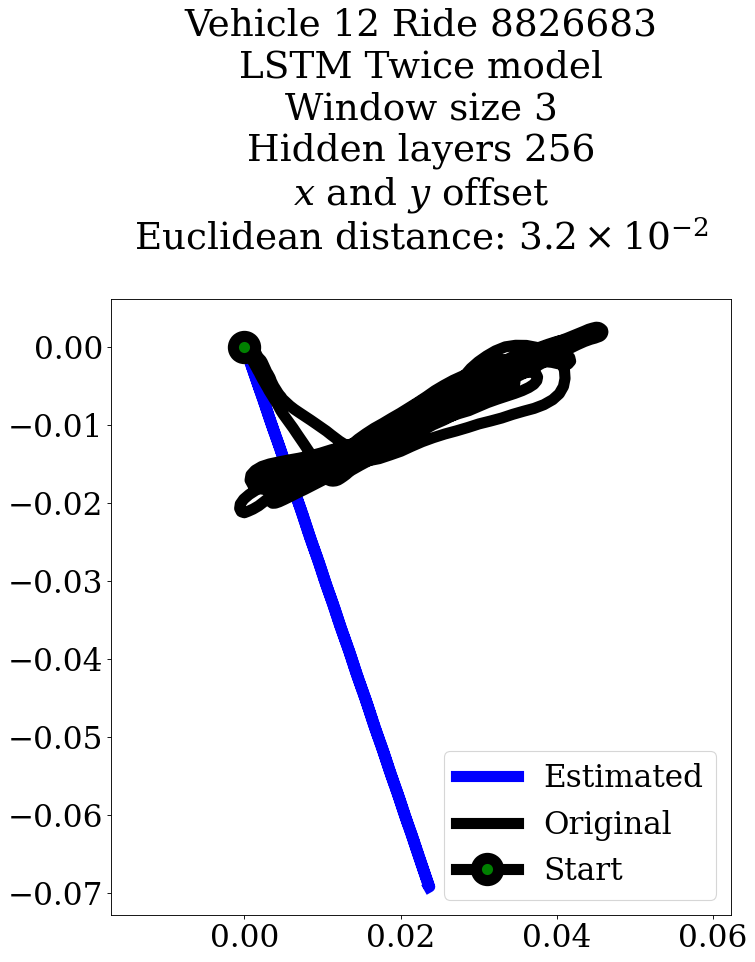 Vehicle 12 Ride 8826683
LSTM Twice model
Window size 3
Hidden layers 256
x and y offset
Euclidean distance: 3.2 × 10⁻²
0.00
−0.01
−0.02
−0.03
−0.04
−0.05
−0.06
−0.07
Estimated
Original
Start
0.00 0.02 0.04 0.06